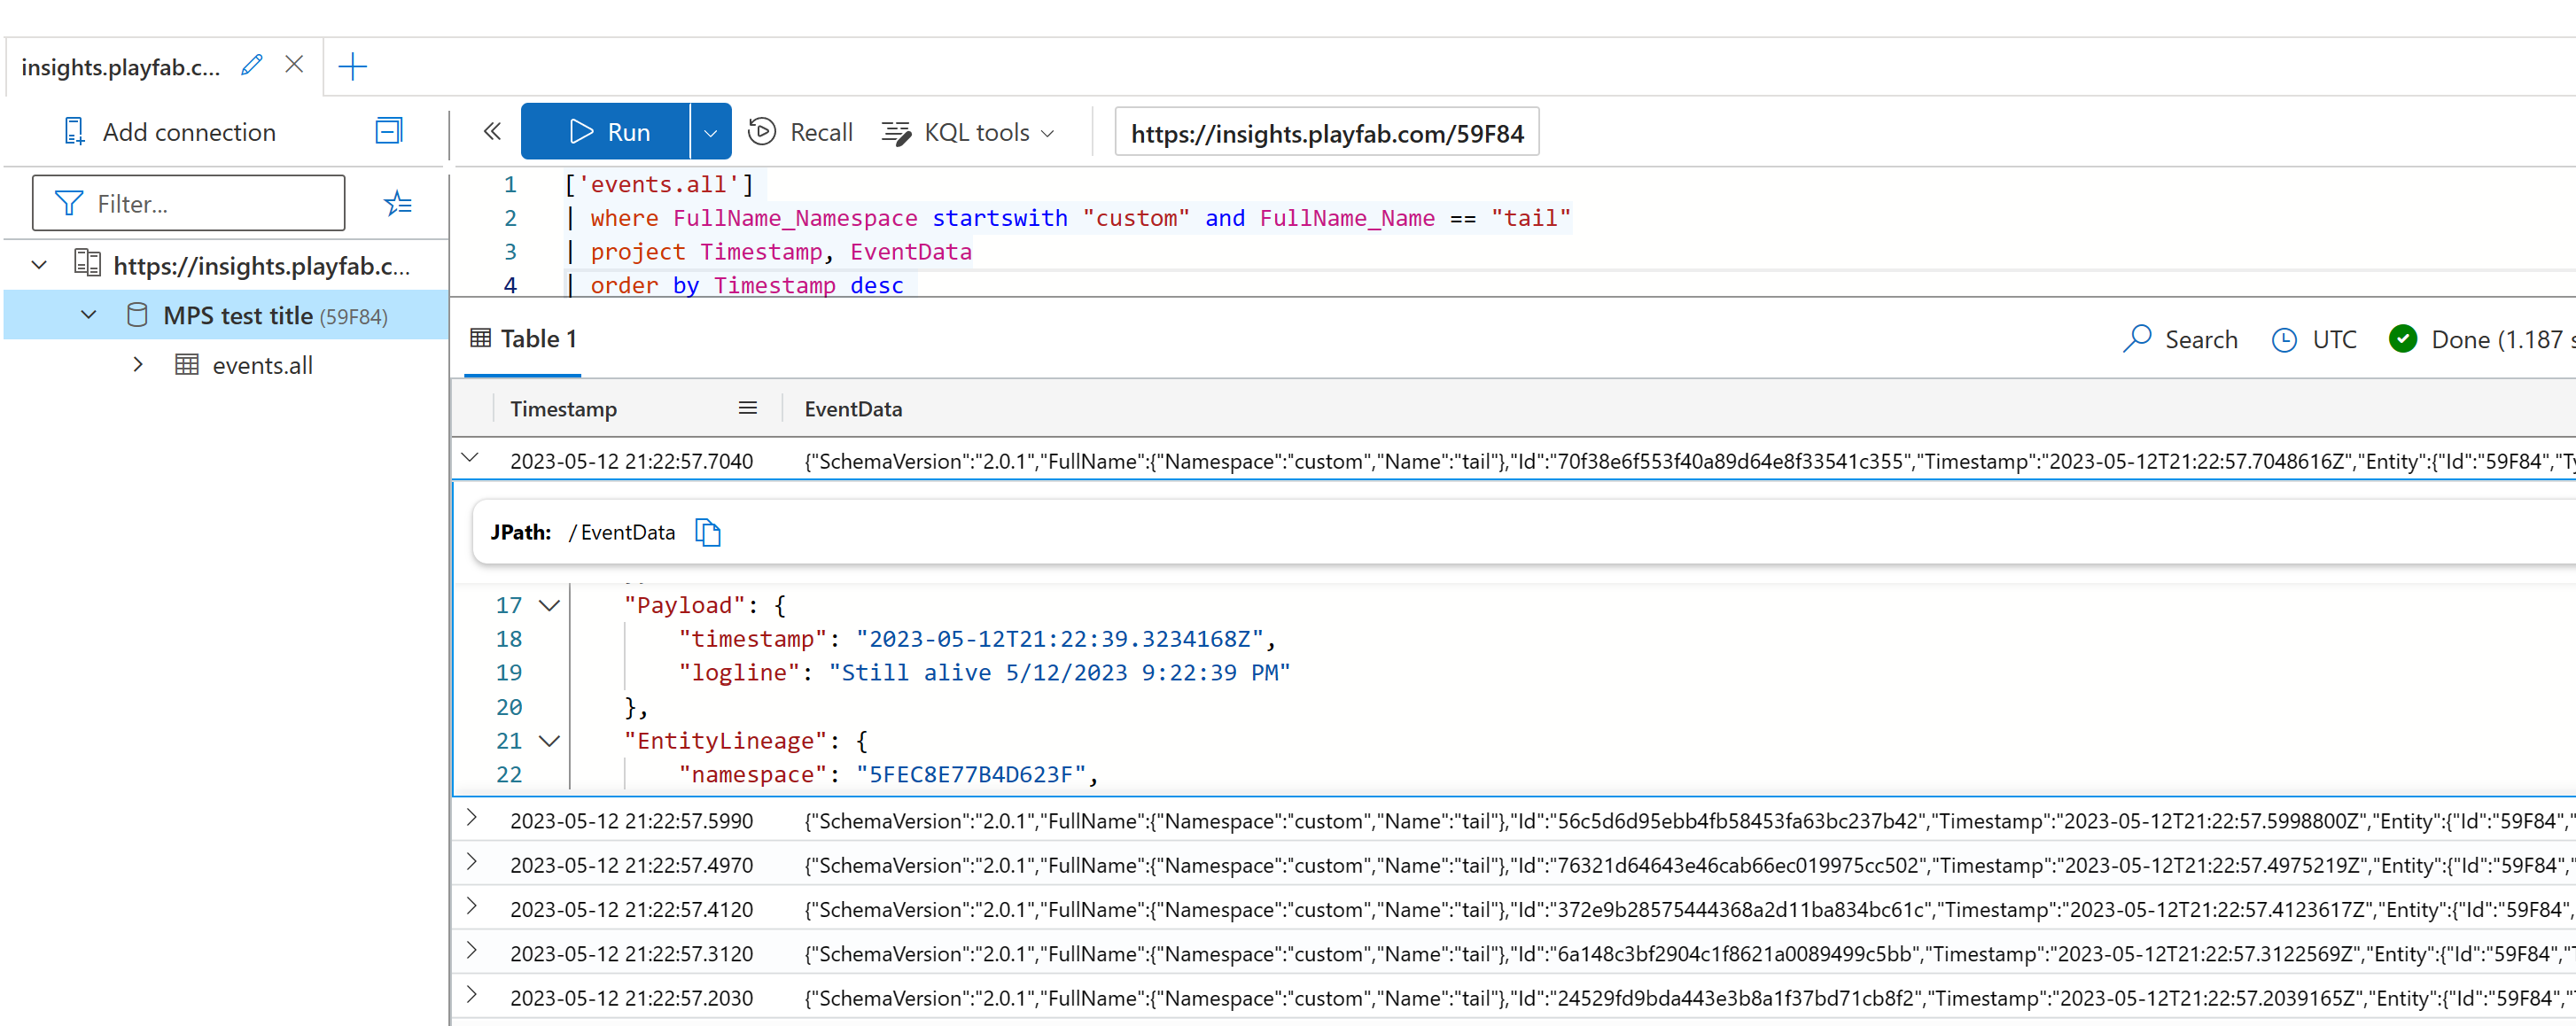 insights.playfab.c...
Add connection
Run
Recall
KQL tools
https://insights.playfab.com/59F84
Filter...
https://insights.playfab.c...
MPS test title (59F84)
events.all
1 ['events.all']
2 | where FullName_Namespace startswith "custom" and FullName_Name == "tail"
3 | project Timestamp, EventData
4 | order by Timestamp desc
Table 1
Search
UTC
Done (1.187 s
Timestamp
EventData
2023-05-12 21:22:57.7040 {"SchemaVersion":"2.0.1","FullName":{"Namespace":"custom","Name":"tail"},"Id":"70f38e6f553f40a89d64e8f33541c355","Timestamp":"2023-05-12T21:22:57.7048616Z","Entity":{"Id":"59F84","Ty
JPath: /EventData
17 "Payload": {
18 "timestamp": "2023-05-12T21:22:39.3234168Z",
19 "logline": "Still alive 5/12/2023 9:22:39 PM"
20 },
21 "EntityLineage": {
22 "namespace": "5FEC8E77B4D623F",
2023-05-12 21:22:57.5990 {"SchemaVersion":"2.0.1","FullName":{"Namespace":"custom","Name":"tail"},"Id":"56c5d6d95ebb4fb58453fa63bc237b42","Timestamp":"2023-05-12T21:22:57.5998800Z","Entity":{"Id":"59F84","
2023-05-12 21:22:57.4970 {"SchemaVersion":"2.0.1","FullName":{"Namespace":"custom","Name":"tail"},"Id":"76321d64643e46cab66ec019975cc502","Timestamp":"2023-05-12T21:22:57.4975219Z","Entity":{"Id":"59F84","
2023-05-12 21:22:57.4120 {"SchemaVersion":"2.0.1","FullName":{"Namespace":"custom","Name":"tail"},"Id":"372e9b28575444368a2d11ba834bc61c","Timestamp":"2023-05-12T21:22:57.4123617Z","Entity":{"Id":"59F84",
2023-05-12 21:22:57.3120 {"SchemaVersion":"2.0.1","FullName":{"Namespace":"custom","Name":"tail"},"Id":"6a148c3bf2904c1f8621a0089499c5bb","Timestamp":"2023-05-12T21:22:57.3122569Z","Entity":{"Id":"59F84","T
2023-05-12 21:22:57.2030 {"SchemaVersion":"2.0.1","FullName":{"Namespace":"custom","Name":"tail"},"Id":"24529fd9bda443e3b8a1f37bd71cb8f2","Timestamp":"2023-05-12T21:22:57.2039165Z","Entity":{"Id":"59F84","